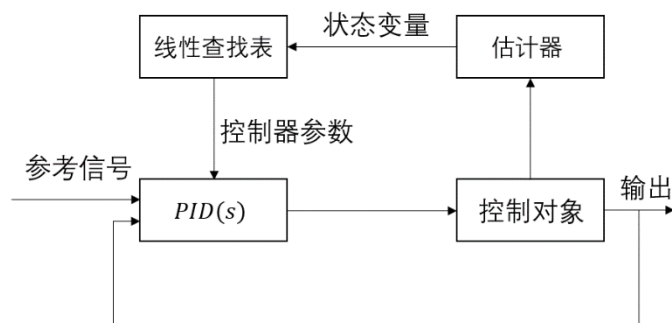 线性查找表
状态变量
估计器
控制器参数
参考信号
PID(s)
控制对象
输出